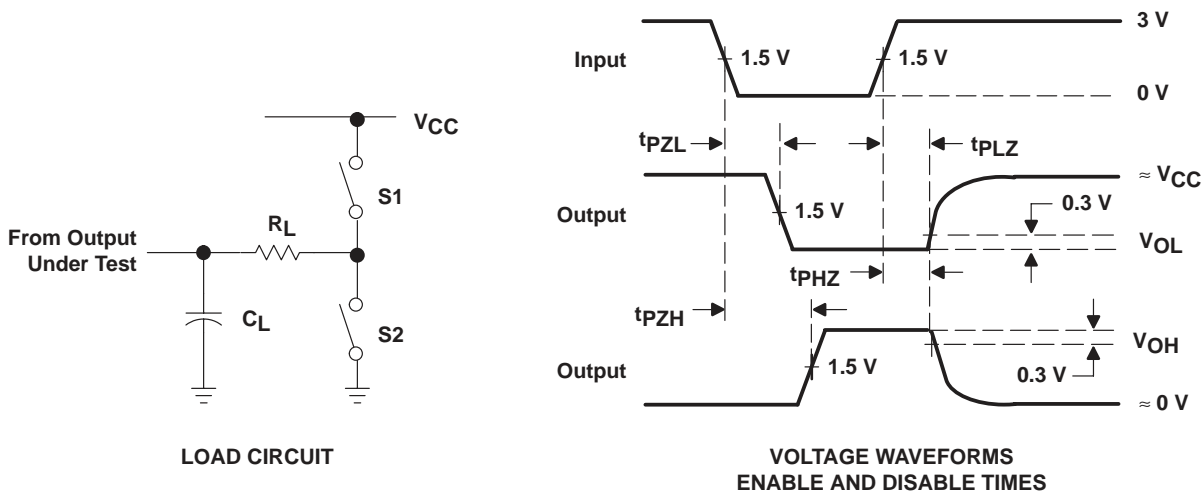 VCC
S1
RL
From Output
Under Test
CL
S2
LOAD CIRCUIT
3 V
Input
1.5 V
1.5 V
0 V
tPZL
tPLZ
≈ VCC
0.3 V
Output
1.5 V
VOL
tPHZ
tPZH
VOH
1.5 V
0.3 V
Output
≈ 0 V
VOLTAGE WAVEFORMS
ENABLE AND DISABLE TIMES